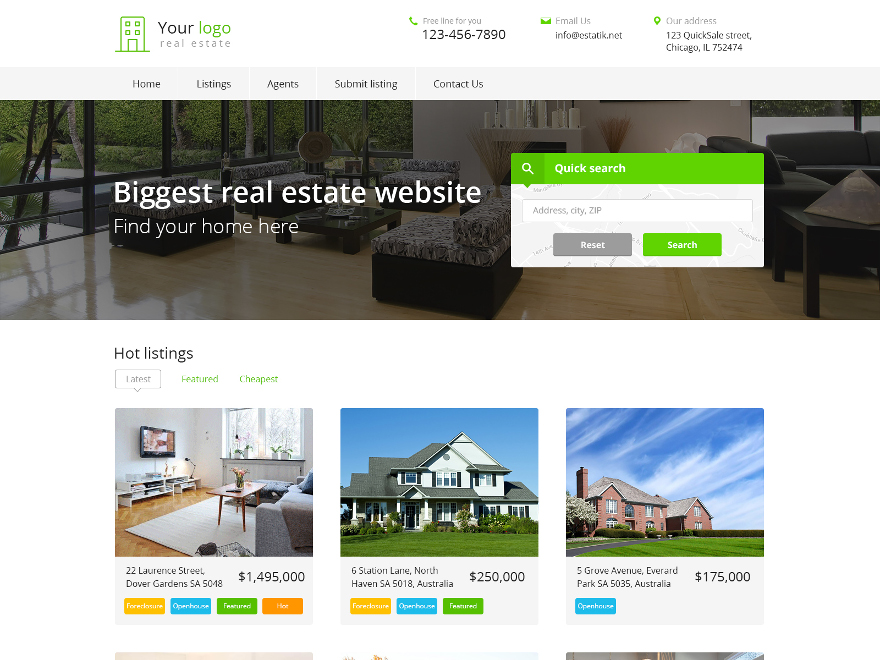 Your logo
real estate
Free line for you
123-456-7890
Email Us
info@estatik.net
Our address
123 QuickSale street,
Chicago, IL 752474
Home
Listings
Agents
Submit listing
Contact Us
Biggest real estate website
Find your home here
Quick search
Address, city, ZIP
Reset
Search
Hot listings
Latest
Featured
Cheapest
22 Laurence Street,
Dover Gardens SA 5048
$1,495,000
Foreclosure
Openhouse
Featured
Hot
6 Station Lane, North
Haven SA 5018, Australia
$250,000
Foreclosure
Openhouse
Featured
5 Grove Avenue, Everard
Park SA 5035, Australia
$175,000
Openhouse